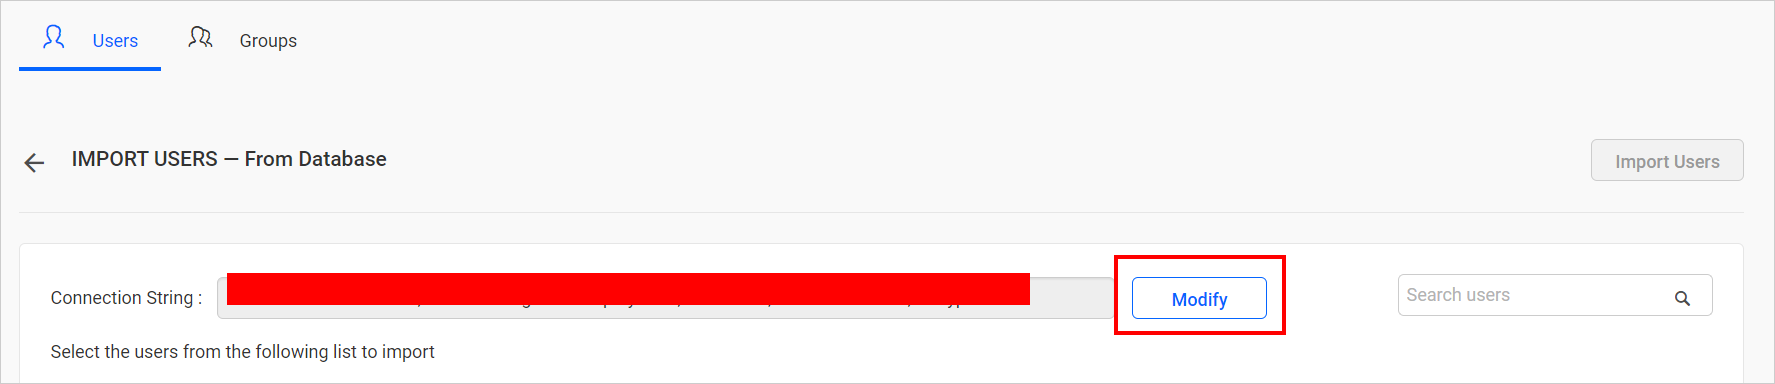 Users
Groups
IMPORT USERS — From Database
Import Users
Connection String :
Modify
Search users
Select the users from the following list to import